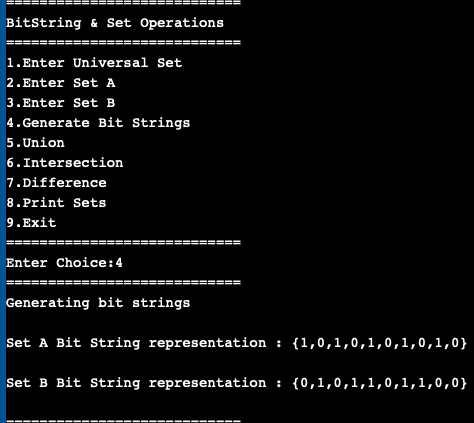 ============================
BitString & Set Operations
============================
1.Enter Universal Set
2.Enter Set A
3.Enter Set B
4.Generate Bit Strings
5.Union
6.Intersection
7.Difference
8.Print Sets
9.Exit
============================
Enter Choice:4
============================
Generating bit strings
Set A Bit String representation : {1,0,1,0,1,0,1,0,1,0}
Set B Bit String representation : {0,1,0,1,1,0,1,1,0,0}
============================